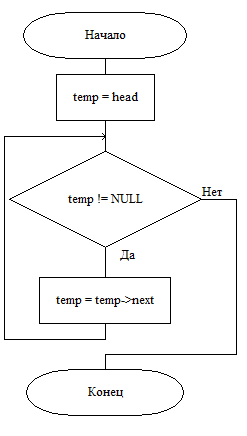 Начало
temp = head
temp != NULL
Нет
Да
temp = temp->next
Конец